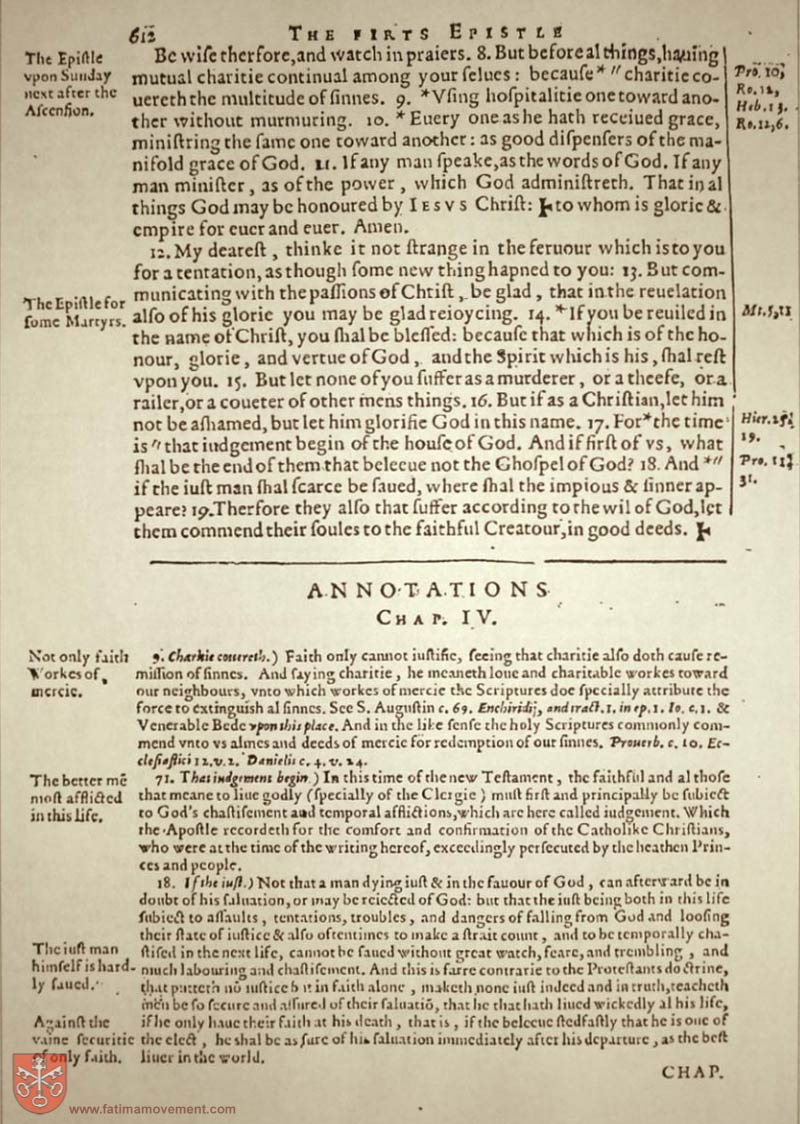 612 THE FIRTS EPISTLE
The Epiſtle
vpon Sunday
next after the
Aſcenſion.
Be wiſe therfore, and watch in praiers. 8. But before al things, hauing
mutual charitie continual among your ſelues: becauſe * " charitie co-
uereth the multitude of ſinnes. 9. * Vſing hoſpitalitie one toward ano-
ther without murmuring. 10. * Euery one as he hath receiued grace,
miniſtring the ſame one toward another: as good diſpenſers of the ma-
nifold grace of God. 11. If any man ſpeake, as the words of God. If any
man miniſter, as of the power, which God adminiſtreth. That in al
things God may be honoured by IESVS Chriſt: to whom is glorie &
empire for euer and euer. Amen.
Pro. 10,
Ro. 12,
Heb. 13.
Ro. 12, 6.
12. My deareſt, thinke it not ſtrange in the feruour which is to you
for a tentation, as though ſome new thing hapned to you: 13. But com-
municating with the paſſions of Chriſt, be glad, that in the reuelation
alſo of his glorie you may be glad reioycing. 14. * If you be reuiled in
the name of Chriſt, you ſhal be bleſſed: becauſe that which is of the ho-
nour, glorie, and vertue of God, and the Spirit which is his, ſhal reſt
vpon you. 15. But let none of you ſuffer as a murderer, or a theefe, or a
railer, or a coueter of other mens things. 16. But if as a Chriſtian, let him
not be aſhamed, but let him glorifie God in this name. 17. For * the time
is " that iudgement begin of the houſe of God. And if firſt of vs, what
ſhal be the end of them that beleeue not the Ghoſpel of God? 18. And * "
if the iuſt man ſhal ſcarce be ſaued, where ſhal the impious & ſinner ap-
peare? 19. Therfore they alſo that ſuffer according to the wil of God, let
them commend their ſoules to the faithful Creatour, in good deeds.
The Epiſtle for
ſome Martyrs.
Mt. 5, 11
Hier. 25,
19.
Pro. 11,
31.
ANNOTATIONS
CHAP. IV.
Not only faith
Workes of
mercie.
9. Charitie couereth.) Faith only cannot iuſtifie, ſeeing that charitie alſo doth cauſe re-
miſſion of ſinnes. And ſaying charitie, he meaneth loue and charitable workes toward
our neighbours, vnto which workes of mercie the Scriptures doe ſpecially attribute the
force to extinguish al ſinnes. See S. Auguſtin c. 69. Enchiridij, and tract. 1. in ep. 1. Io. c. 1. &
Venerable Bede vpon this place. And in the like ſenſe the holy Scriptures commonly com-
mend vnto vs almes and deeds of mercie for redemption of our ſinnes. Prouerb. c. 10. Ec-
cleſiaſtici 12. v. 2. Danielis c. 4. v. 24.
The better mē
moſt afflicted
in this life.
71. That iudgement begin.) In this time of the new Teſtament, the faithful and al thoſe
that meane to liue godly (ſpecially of the Clergie) muſt firſt and principally be ſubiect
to God's chaſtiſement and temporal afflictions, which are here called iudgement. Which
the Apoſtle recordeth for the comfort and confirmation of the Catholike Chriſtians,
who were at the time of the writing hereof, exceedingly perſecuted by the heathen Prin-
ces and people.
18. If the iuſt.) Not that a man dying iuſt & in the fauour of God, can afterward be in
doubt of his ſaluation, or may be reiected of God: but that the iuſt being both in this life
ſubiect to aſſaults, tentations, troubles, and dangers of falling from God and looſing
their ſtate of iuſtice & alſo oftentimes to make a ſtrait count, and to be temporally cha-
ſtiſed in the next life, cannot be ſaued without great watch, feare, and trembling, and
much labouring and chaſtiſement. And this is farre contrarie to the Proteſtants doctrine,
that putteth nō iuſtice but in faith alone, maketh none iuſt indeed and in truth, teacheth
mēn be ſo ſecure and aſſured of their ſaluatiō, that he that hath liued wickedly al his life,
if he only haue their faith at his death, that is, if the beleeue ſtedfaſtly that he is one of
the elect, he shal be as ſure of his ſaluation immediately after his departure, as the beſt
liuer in the world.
The iuſt man
himſelf is hard-
ly ſaued.
Againſt the
vaine ſecuritie
of only faith.
CHAP.
www.fatimamovement.com